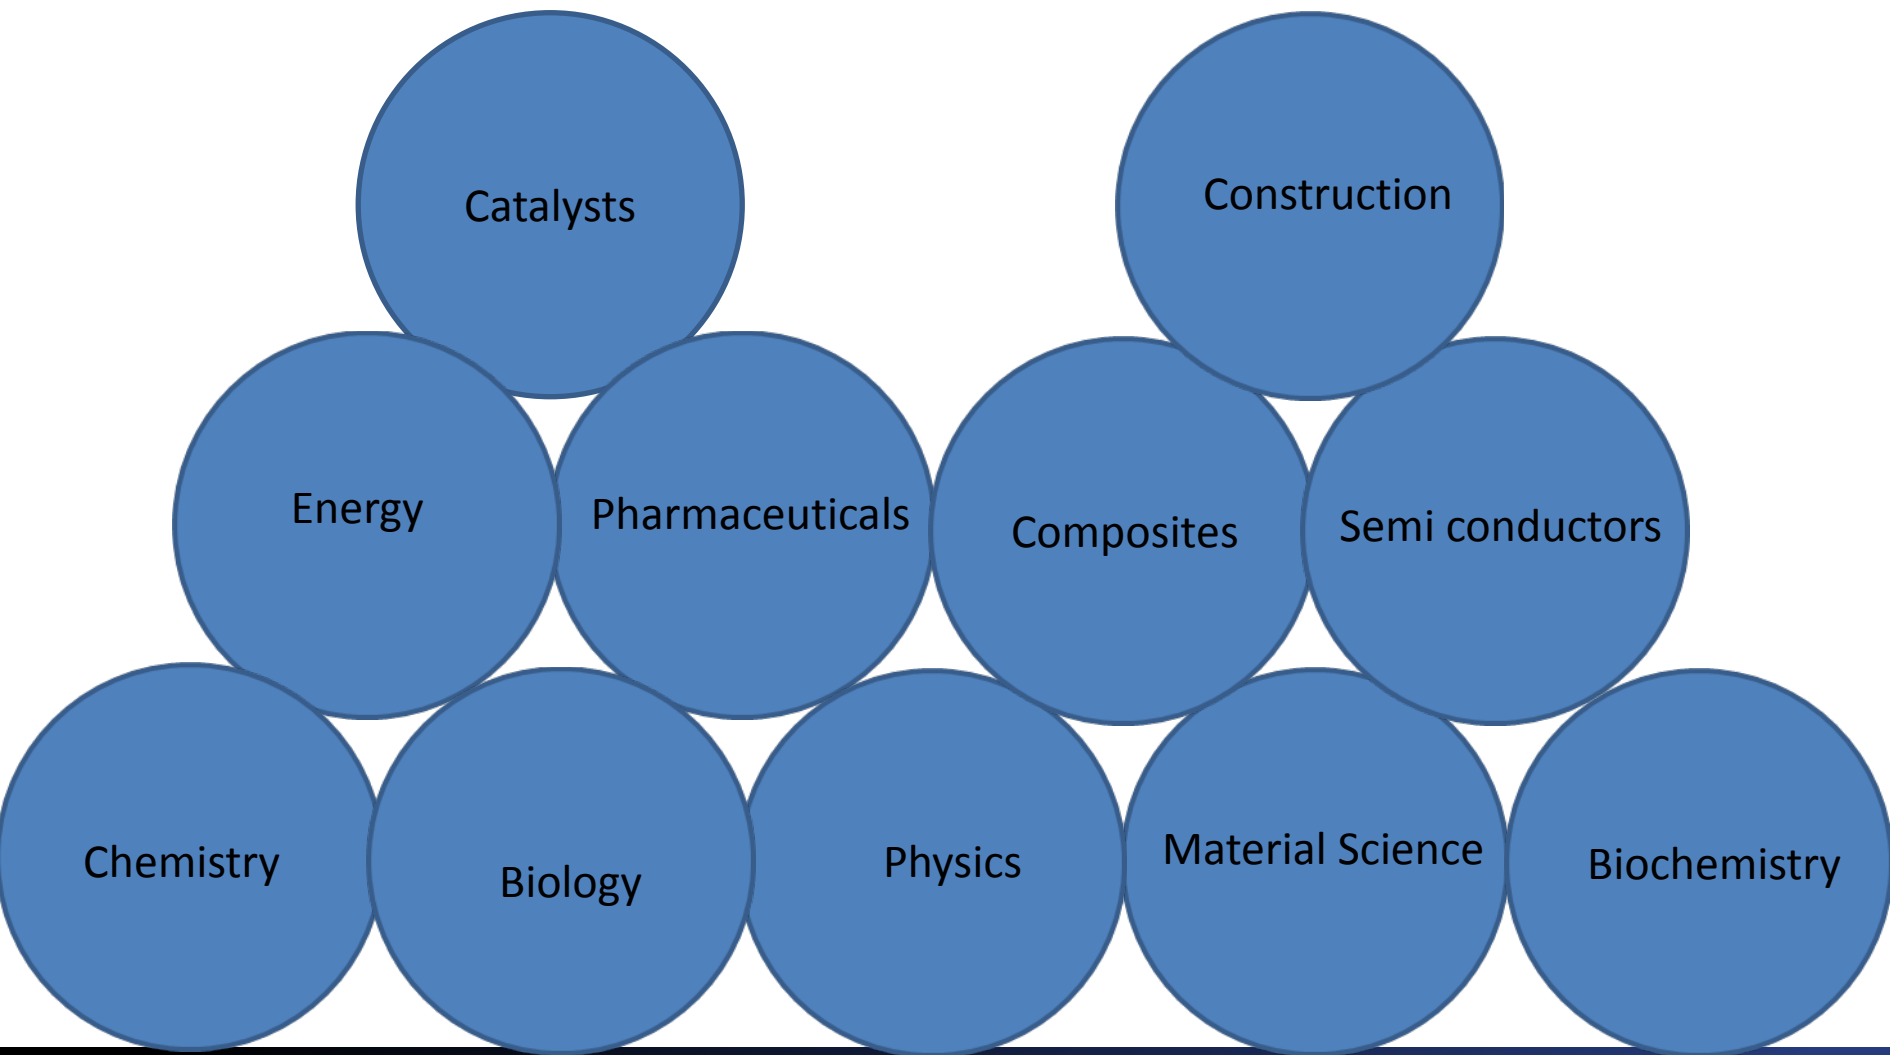 Catalysts
Construction
Energy
Pharmaceuticals
Composites
Semi conductors
Chemistry
Biology
Physics
Material Science
Biochemistry